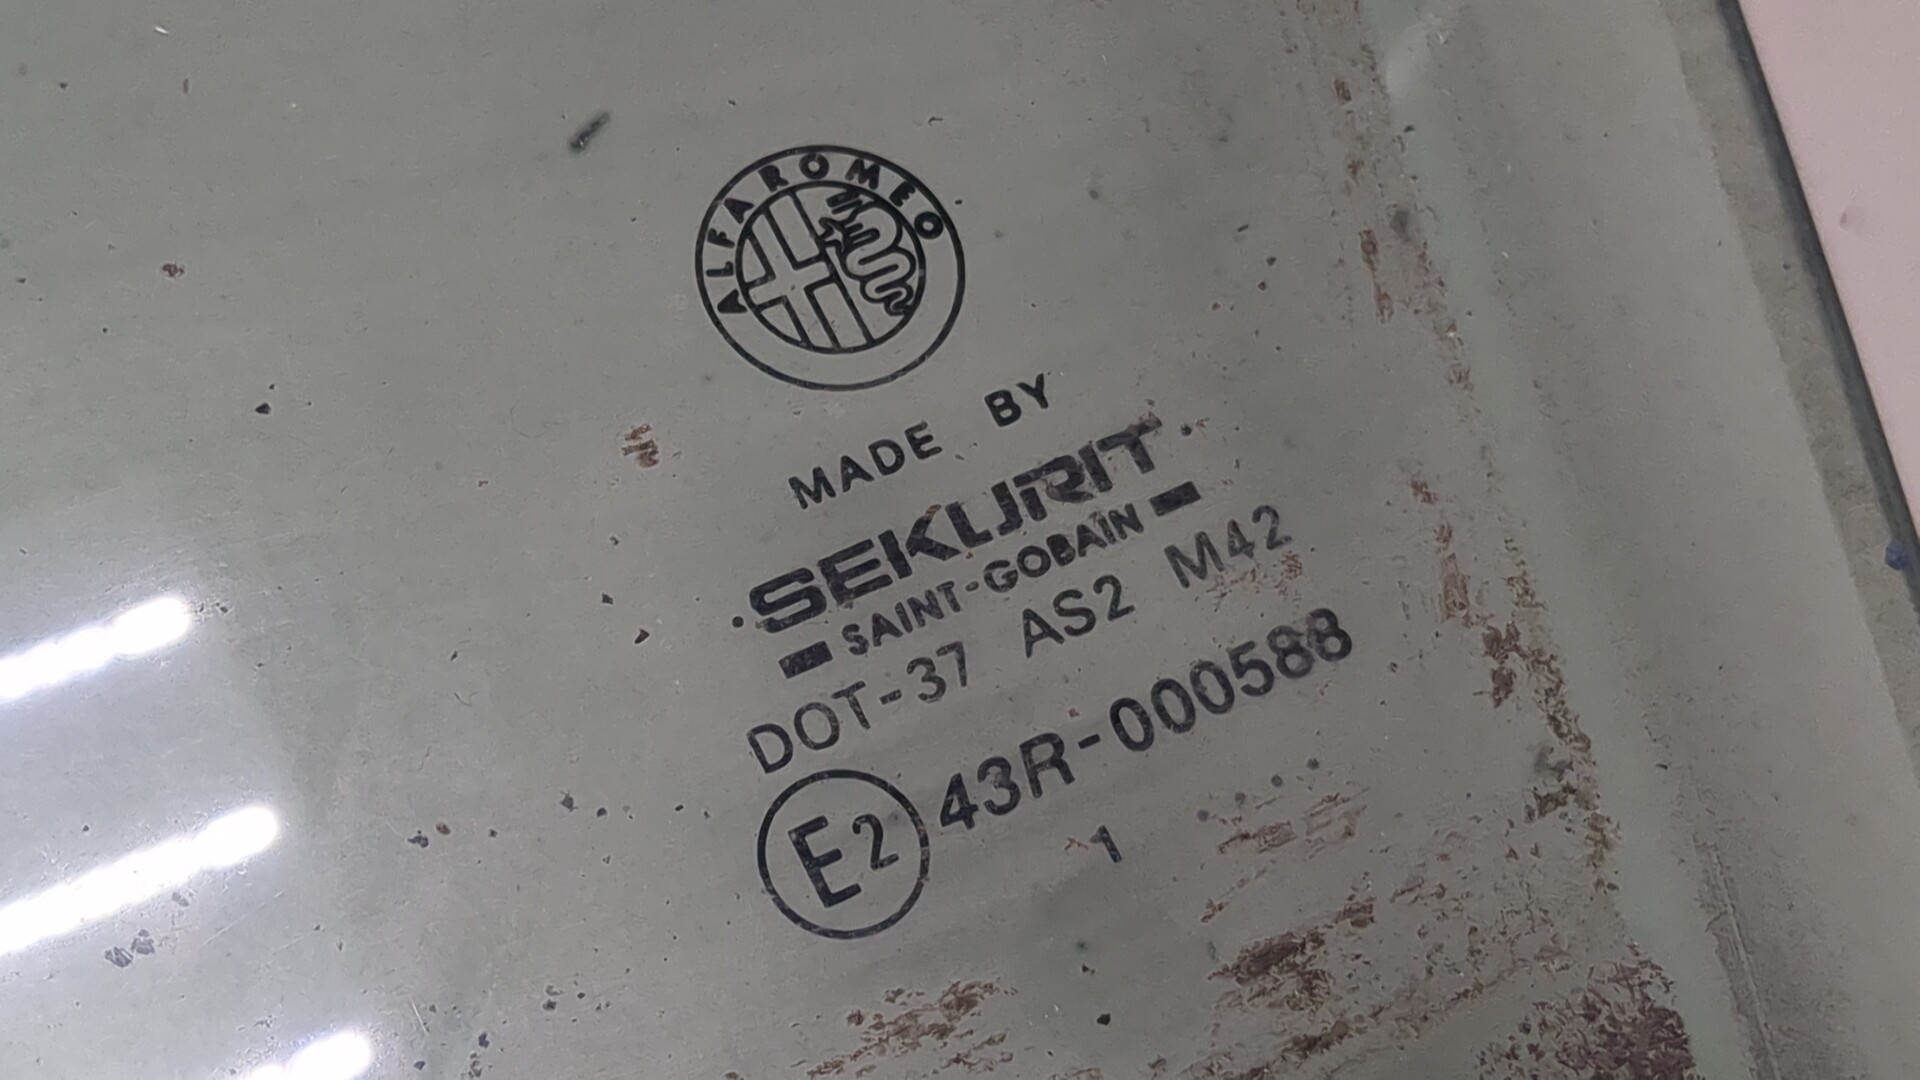 ALFA ROMEO
MADE BY
SEKURIT
SAINT-GOBAIN
DOT-37 AS2 M42
E2 43R-000588
1